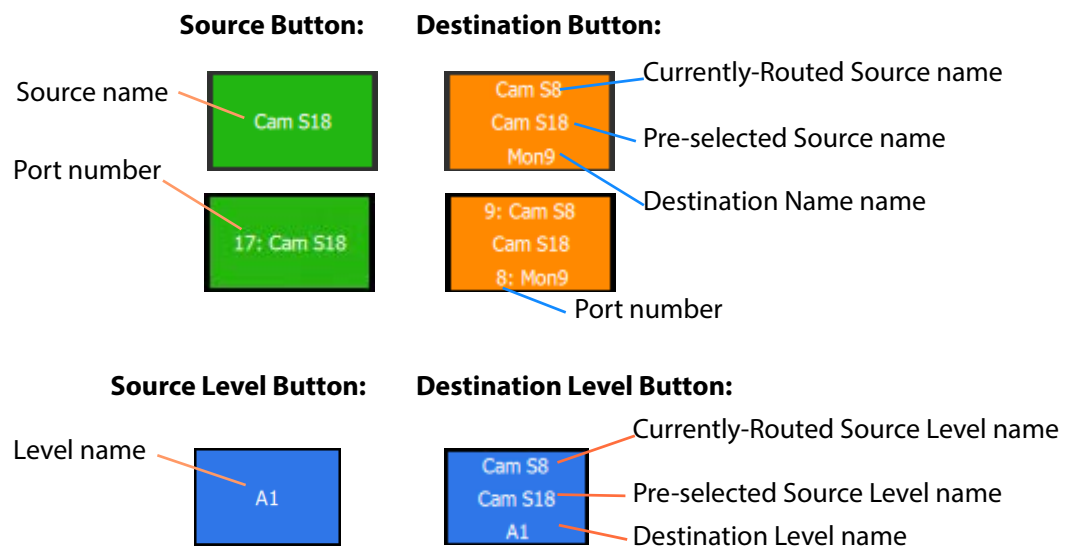 Source Button:
Destination Button:
Source name
Cam S18
Cam S8
Cam S18
Mon9
Currently-Routed Source name
Pre-selected Source name
Destination Name name
Port number
17: Cam S18
9: Cam S8
Cam S18
8: Mon9
Port number
Source Level Button:
Destination Level Button:
Level name
A1
Cam S8
Cam S18
A1
Currently-Routed Source Level name
Pre-selected Source Level name
Destination Level name